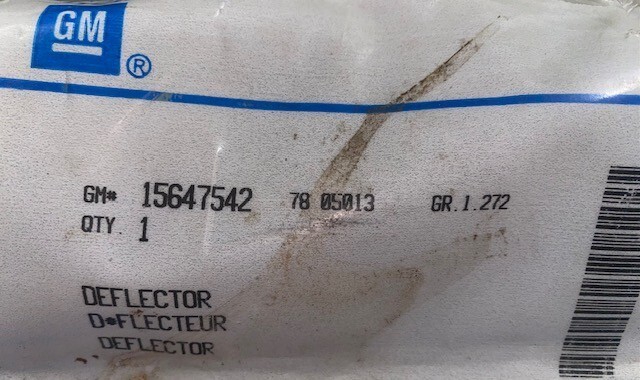 GM ®
GM# 15647542 78 05013 GR.1.272
QTY. 1
DEFLECTOR
D*FLECTEUR
DEFLECTOR